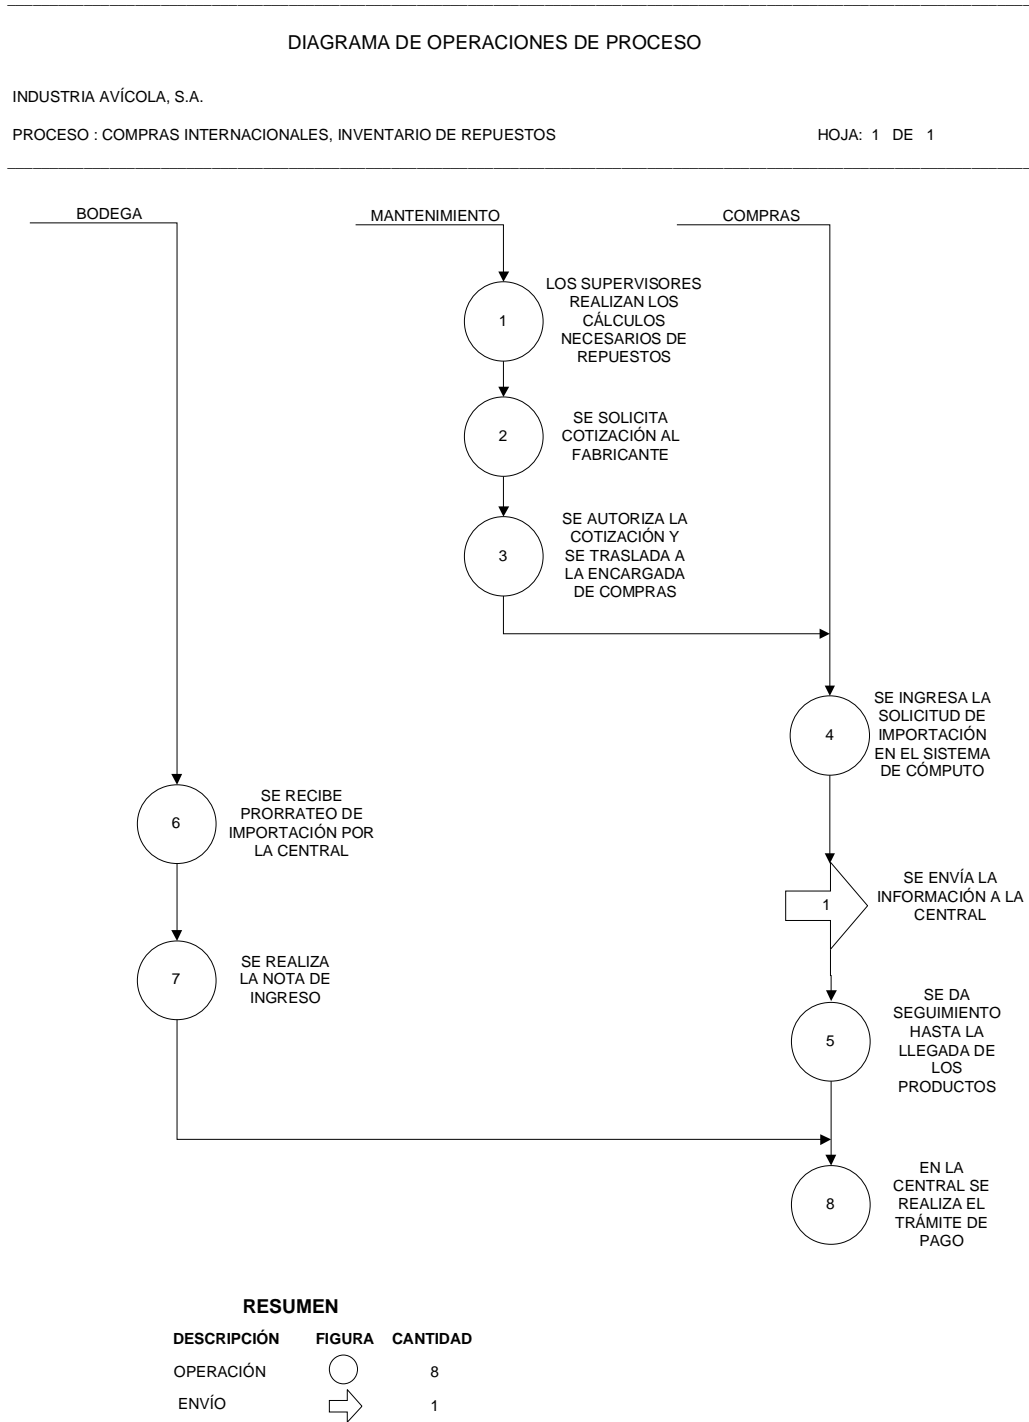 DIAGRAMA DE OPERACIONES DE PROCESO
INDUSTRIA AVÍCOLA, S.A.
PROCESO : COMPRAS INTERNACIONALES, INVENTARIO DE REPUESTOS HOJA: 1 DE 1
BODEGA MANTENIMIENTO COMPRAS
1
LOS SUPERVISORES
REALIZAN LOS
CÁLCULOS
NECESARIOS DE
REPUESTOS
2
SE SOLICITA
COTIZACIÓN AL
FABRICANTE
3
SE AUTORIZA LA
COTIZACIÓN Y
SE TRASLADA A
LA ENCARGADA
DE COMPRAS
4
SE INGRESA LA
SOLICITUD DE
IMPORTACIÓN
EN EL SISTEMA
DE CÓMPUTO
6
SE RECIBE
PRORRATEO DE
IMPORTACIÓN POR
LA CENTRAL
1
SE ENVÍA LA
INFORMACIÓN A LA
CENTRAL
7
SE REALIZA
LA NOTA DE
INGRESO
5
SE DA
SEGUIMIENTO
HASTA LA
LLEGADA DE
LOS
PRODUCTOS
8
EN LA
CENTRAL SE
REALIZA EL
TRÁMITE DE
PAGO
RESUMEN
DESCRIPCIÓN FIGURA CANTIDAD
OPERACIÓN 8
ENVÍO 1